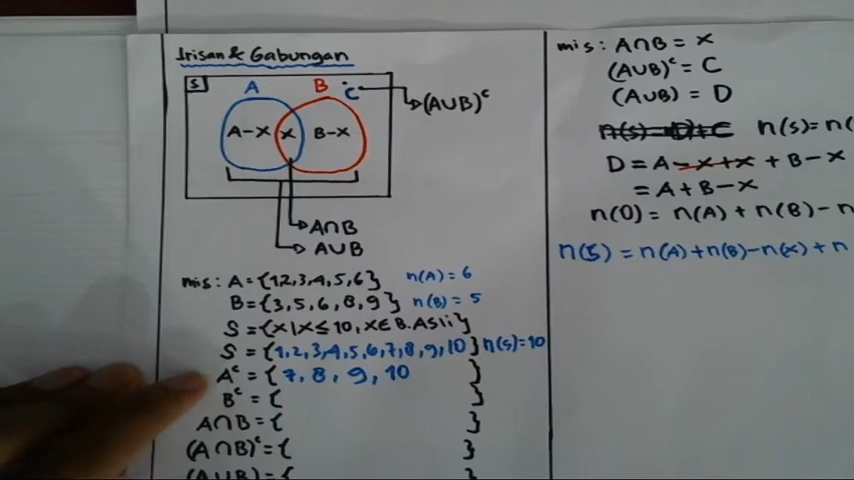 Irisan & Gabungan
S
A B
C
(A∪B)ᶜ
A-x x B-x
A∩B
A∪B
mis: A = {1,2,3,4,5,6} n(A) = 6
B = {3,5,6,8,9} n(B) = 5
S = {x|x ≤ 10, x∈B.Asli}
S = {1,2,3,4,5,6,7,8,9,10} n(s) = 10
Aᶜ = {7, 8, 9, 10 }
Bᶜ = { }
A∩B = { }
(A∩B)ᶜ = { }
(A∪B) = { }
mis: A∩B = x
(A∪B)ᶜ = C
(A∪B) = D
n(s) = D + C n(s) = n(
D = A - x + x + B - x
= A + B - x
n(D) = n(A) + n(B) - n
n(S) = n(A) + n(B) - n(x) + n